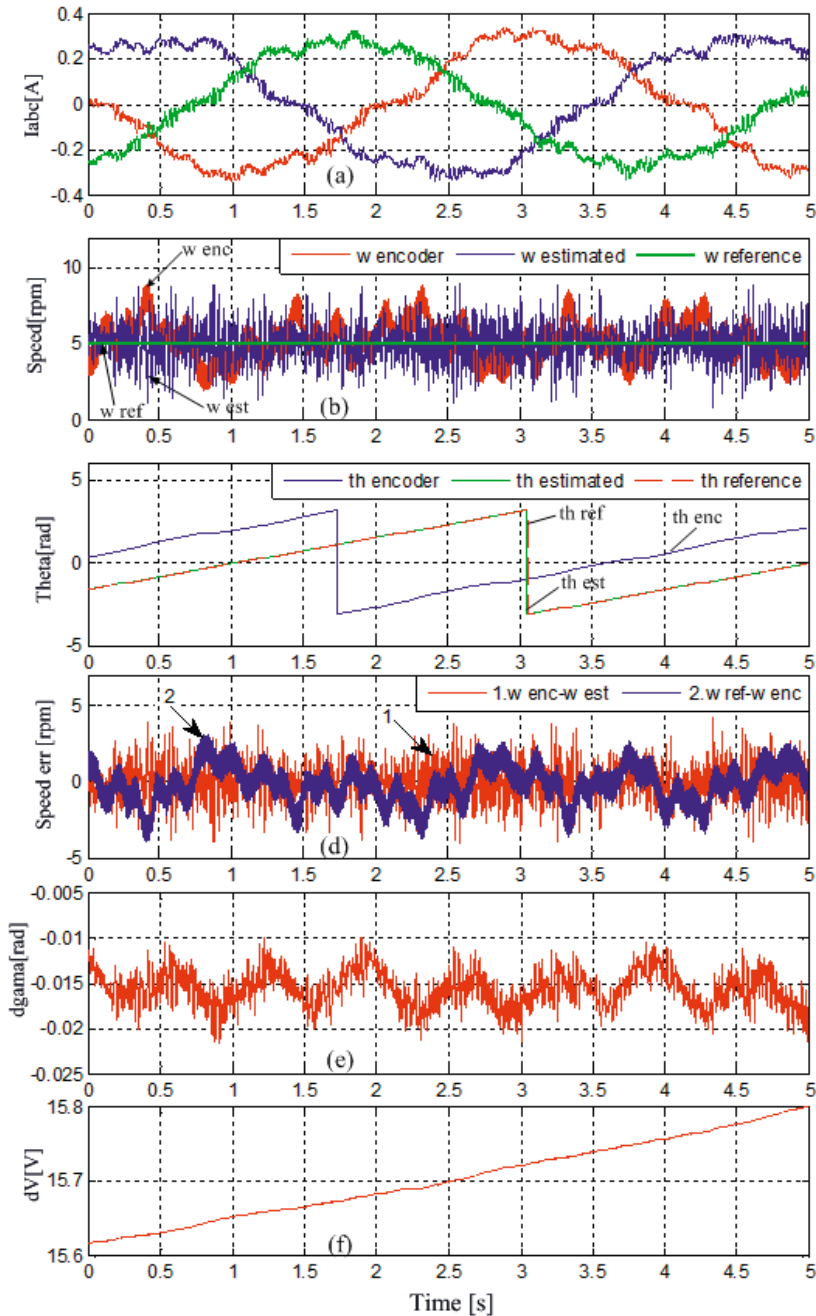 0.4
0.2
0
-0.2
-0.4
Iabc[A]
(a)
0 0.5 1 1.5 2 2.5 3 3.5 4 4.5 5
w enc
w encoder w estimated w reference
10
5
0
Speed[rpm]
w ref
w est
(b)
0 0.5 1 1.5 2 2.5 3 3.5 4 4.5 5
th encoder th estimated th reference
5
0
-5
Theta[rad]
th ref
th enc
th est
0 0.5 1 1.5 2 2.5 3 3.5 4 4.5 5
1.w enc-w est 2.w ref-w enc
2
1
5
0
-5
Speed err [rpm]
(d)
0 0.5 1 1.5 2 2.5 3 3.5 4 4.5 5
-0.005
-0.01
-0.015
-0.02
-0.025
dgama[rad]
(e)
0 0.5 1 1.5 2 2.5 3 3.5 4 4.5 5
15.8
15.7
15.6
dV[V]
(f)
0 0.5 1 1.5 2 2.5 3 3.5 4 4.5 5
Time [s]